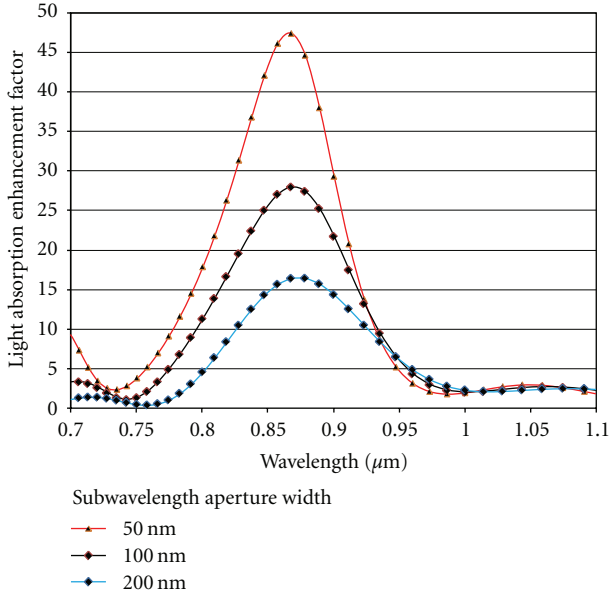 50
45
40
35
30
25
20
15
10
5
0
Light absorption enhancement factor
0.7 0.75 0.8 0.85 0.9 0.95 1 1.05 1.1
Wavelength (μm)
Subwavelength aperture width
50 nm
100 nm
200 nm